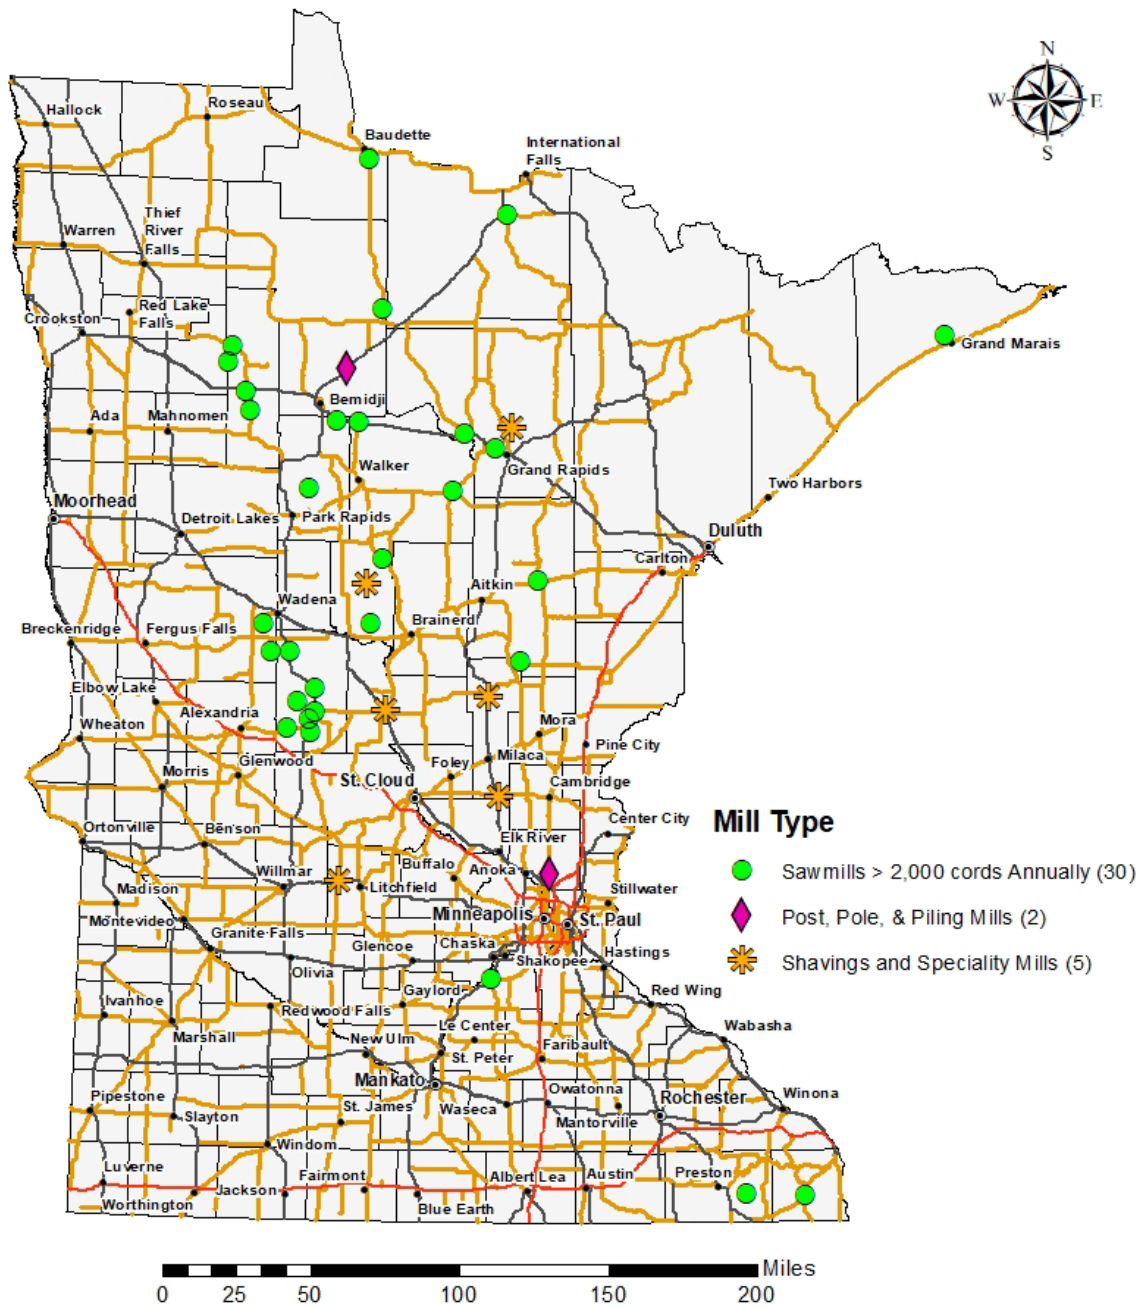 N
W E
S
Hallock
Roseau
Baudette
International
Falls
Thief
River
Falls
Warren
Red Lake
Falls
Crookston
Grand Marais
Bemidji
Ada
Mahnomen
Walker
Grand Rapids
Two Harbors
Moorhead
Detroit Lakes
Park Rapids
Duluth
Carlton
Aitkin
Wadena
Brainerd
Breckenridge
Fergus Falls
Elbow Lake
Alexandria
Wheaton
Mora
Pine City
Glenwood
Milaca
Morris
Foley
St. Cloud
Cambridge
Center City
Ortonville
Benson
Elk River
Buffalo
Anoka
Willmar
Litchfield
Madison
Stillwater
Montevideo
Minneapolis
St. Paul
Granite Falls
Chaska
Glencoe
Shakopee
Hastings
Olivia
Gaylord
Red Wing
Ivanhoe
Redwood Falls
Le Center
Wabasha
Marshall
New Ulm
Faribault
St. Peter
Mankato
Owatonna
Rochester
Winona
Pipestone
St. James
Waseca
Slayton
Mantorville
Windom
Luverne
Fairmont
Albert Lea
Austin
Preston
Jackson
Worthington
Blue Earth
Mill Type
Sawmills > 2,000 cords Annually (30)
Post, Pole, & Piling Mills (2)
Shavings and Speciality Mills (5)
Miles
0 25 50 100 150 200